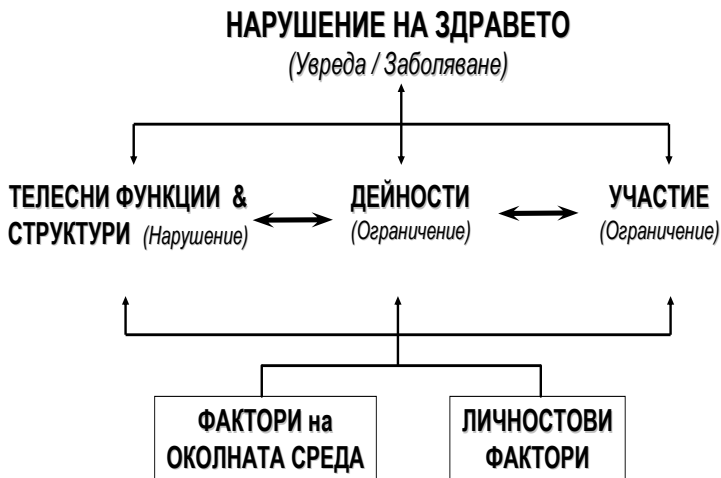 НАРУШЕНИЕ НА ЗДРАВЕТО
(Увреда / Заболяване)
ТЕЛЕСНИ ФУНКЦИИ &
СТРУКТУРИ (Нарушение)
ДЕЙНОСТИ
(Ограничение)
УЧАСТИЕ
(Ограничение)
ФАКТОРИ на
ОКОЛНАТА СРЕДА
ЛИЧНОСТОВИ
ФАКТОРИ